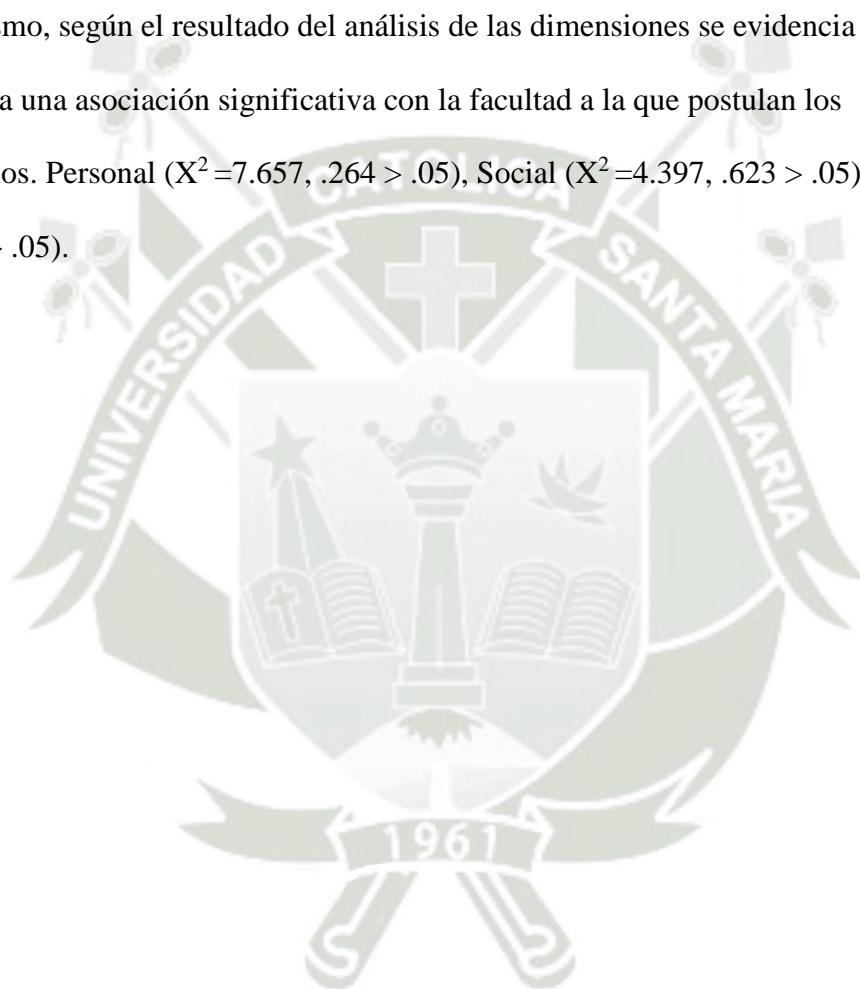 smo, según el resultado del análisis de las dimensiones se evidencia
a una asociación significativa con la facultad a la que postulan los
os. Personal (X² =7.657, .264 > .05), Social (X² =4.397, .623 > .05)
> .05).
UNIVERSIDAD CATOLICA SANTA MARIA
1961